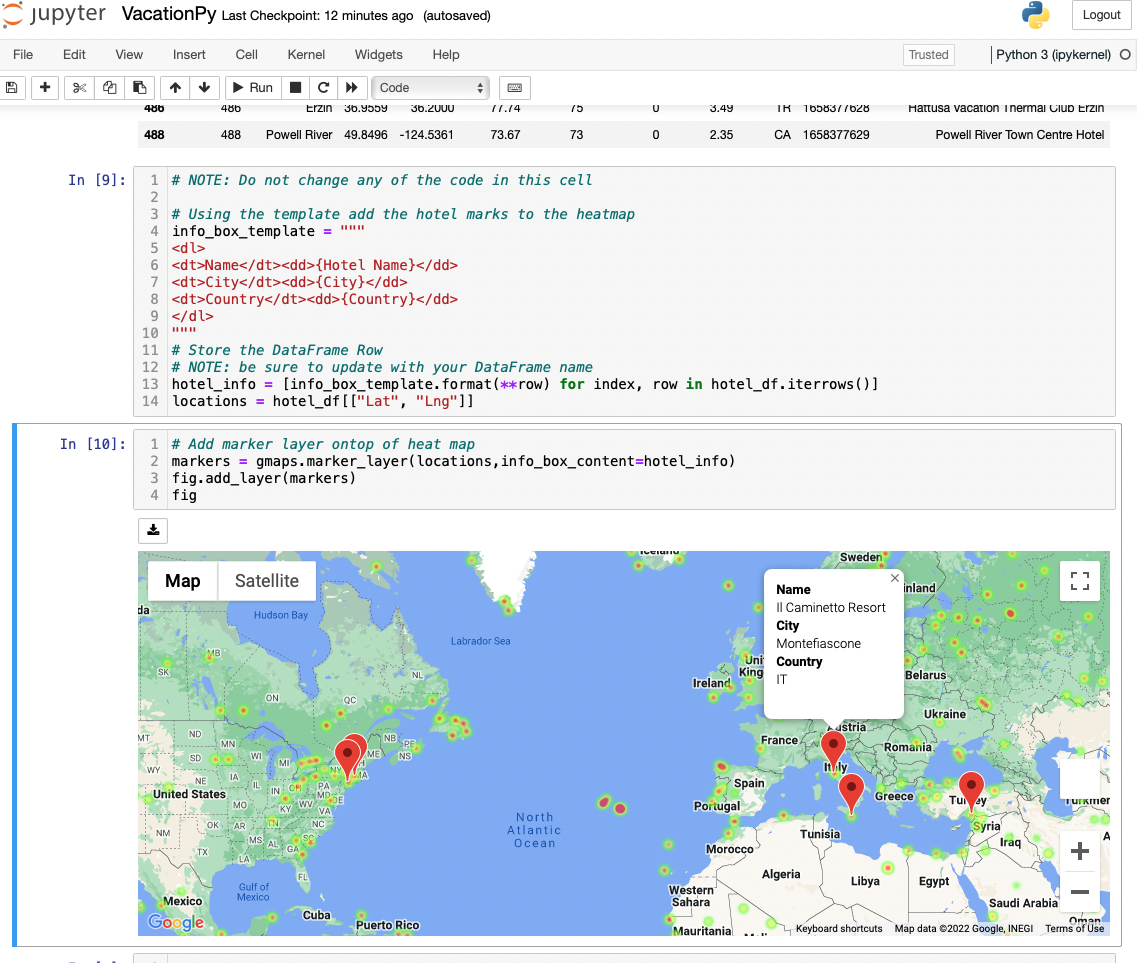 jupyter VacationPy Last Checkpoint: 12 minutes ago (autosaved)
Logout
File Edit View Insert Cell Kernel Widgets Help
Trusted
Python 3 (ipykernel)
Run
Code
486 486 Erzin 36.9559 36.2000 77.74 75 0 3.49 TR 1658377628 Hattusa Vacation Thermal Club Erzin
488 488 Powell River 49.8496 -124.5361 73.67 73 0 2.35 CA 1658377629 Powell River Town Centre Hotel
In [9]:
1 # NOTE: Do not change any of the code in this cell
2
3 # Using the template add the hotel marks to the heatmap
4 info_box_template = """
5 <dl>
6 <dt>Name</dt><dd>{Hotel Name}</dd>
7 <dt>City</dt><dd>{City}</dd>
8 <dt>Country</dt><dd>{Country}</dd>
9 </dl>
10 """
11 # Store the DataFrame Row
12 # NOTE: be sure to update with your DataFrame name
13 hotel_info = [info_box_template.format(**row) for index, row in hotel_df.iterrows()]
14 locations = hotel_df[["Lat", "Lng"]]
In [10]:
1 # Add marker layer ontop of heat map
2 markers = gmaps.marker_layer(locations,info_box_content=hotel_info)
3 fig.add_layer(markers)
4 fig
Map
Satellite
Name
Il Caminetto Resort
City
Montefiascone
Country
IT
Iceland
Sweden
inland
da
Hudson Bay
Labrador Sea
MB
SK
NL
ON
QC
Uni
King
Ireland
Belarus
Ukraine
Austria
France
Romania
Italy
Spain
Portugal
Greece
Turkey
Turkmer
Syria
Iraq
Tunisia
Morocco
Algeria
Libya
Egypt
Western
Sahara
Saudi Arabia
Oman
Mauritania
MT
ND
MN
NB
PE
ME
NS
SD
WI
MI
WY
IA
NE
IL
IN
OH
PA
United States
MO
KY
WV
VA
MD
DE
OK
AR
TN
NC
NM
MS
AL
GA
SC
TX
LA
FL
North
Atlantic
Ocean
Gulf of
Mexico
Mexico
Cuba
Puerto Rico
Google
Keyboard shortcuts
Map data ©2022 Google, INEGI
Terms of Use